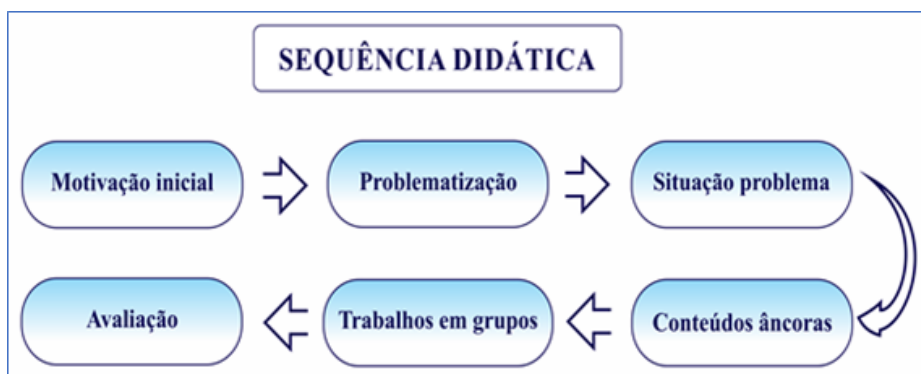 SEQUÊNCIA DIDÁTICA
Motivação inicial
Problematização
Situação problema
Conteúdos âncoras
Trabalhos em grupos
Avaliação